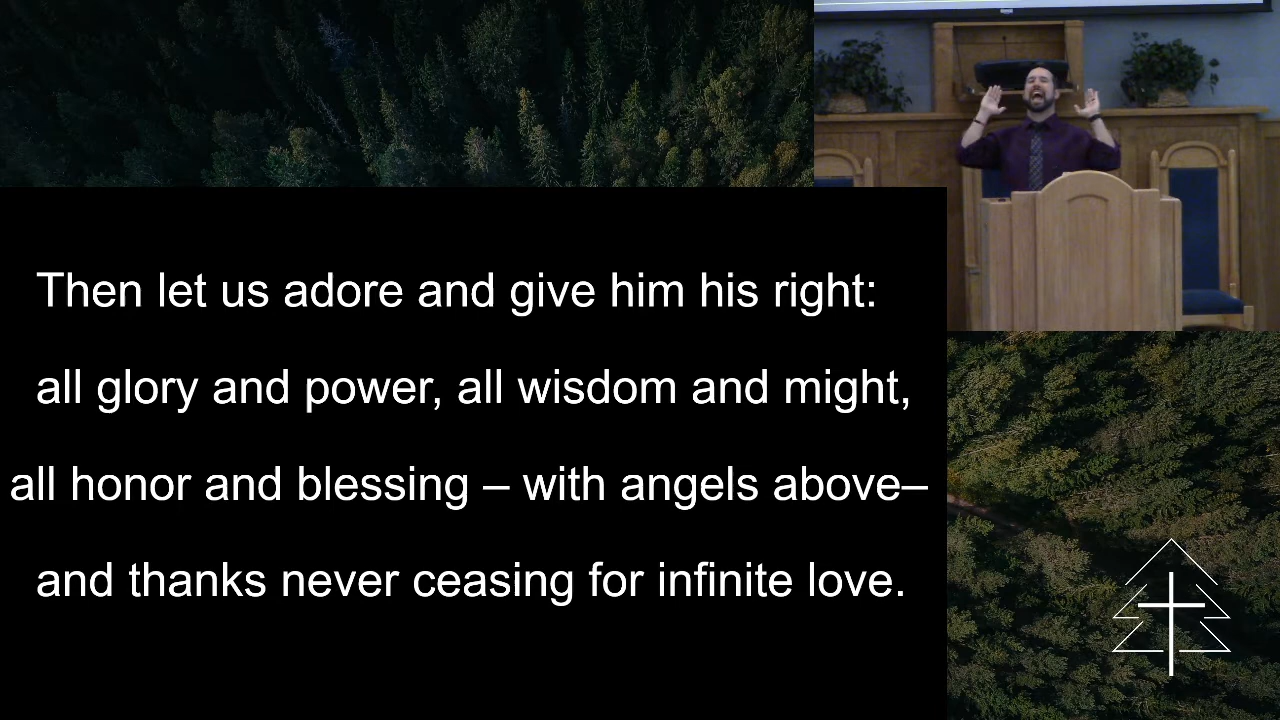 Then let us adore and give him his right:
all glory and power, all wisdom and might,
all honor and blessing – with angels above–
and thanks never ceasing for infinite love.